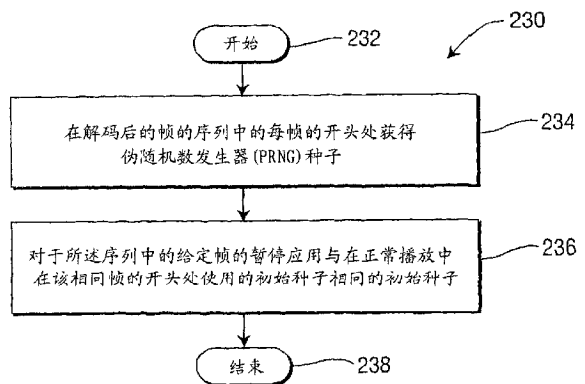 230
开始
232
在解码后的帧的序列中的每帧的开头处获得
伪随机数发生器(PRNG)种子
234
对于所述序列中的给定帧的暂停应用与在正常播放中
在该相同帧的开头处使用的初始种子相同的初始种子
236
结束
238